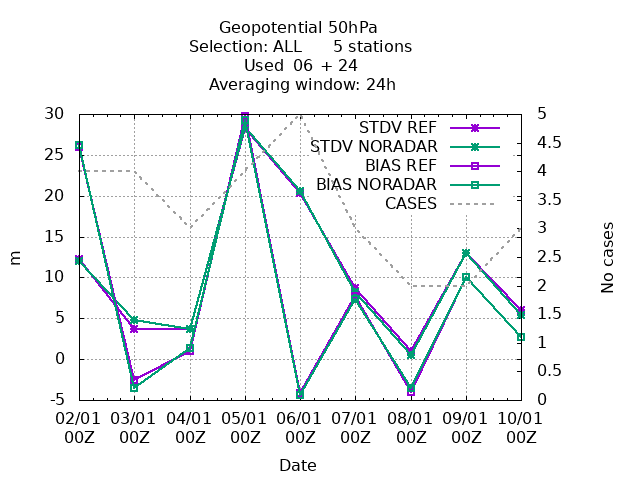 Geopotential 50hPa
Selection: ALL 5 stations
Used 06 + 24
Averaging window: 24h
30 5
STDV REF
25 4.5
STDV NORADAR
20 4
BIAS REF
15 3.5
BIAS NORADAR
10 3
CASES
5 2.5
0 2
-5 1.5
1
0.5
0
m
No cases
02/01 03/01 04/01 05/01 06/01 07/01 08/01 09/01 10/01
00Z 00Z 00Z 00Z 00Z 00Z 00Z 00Z 00Z
Date